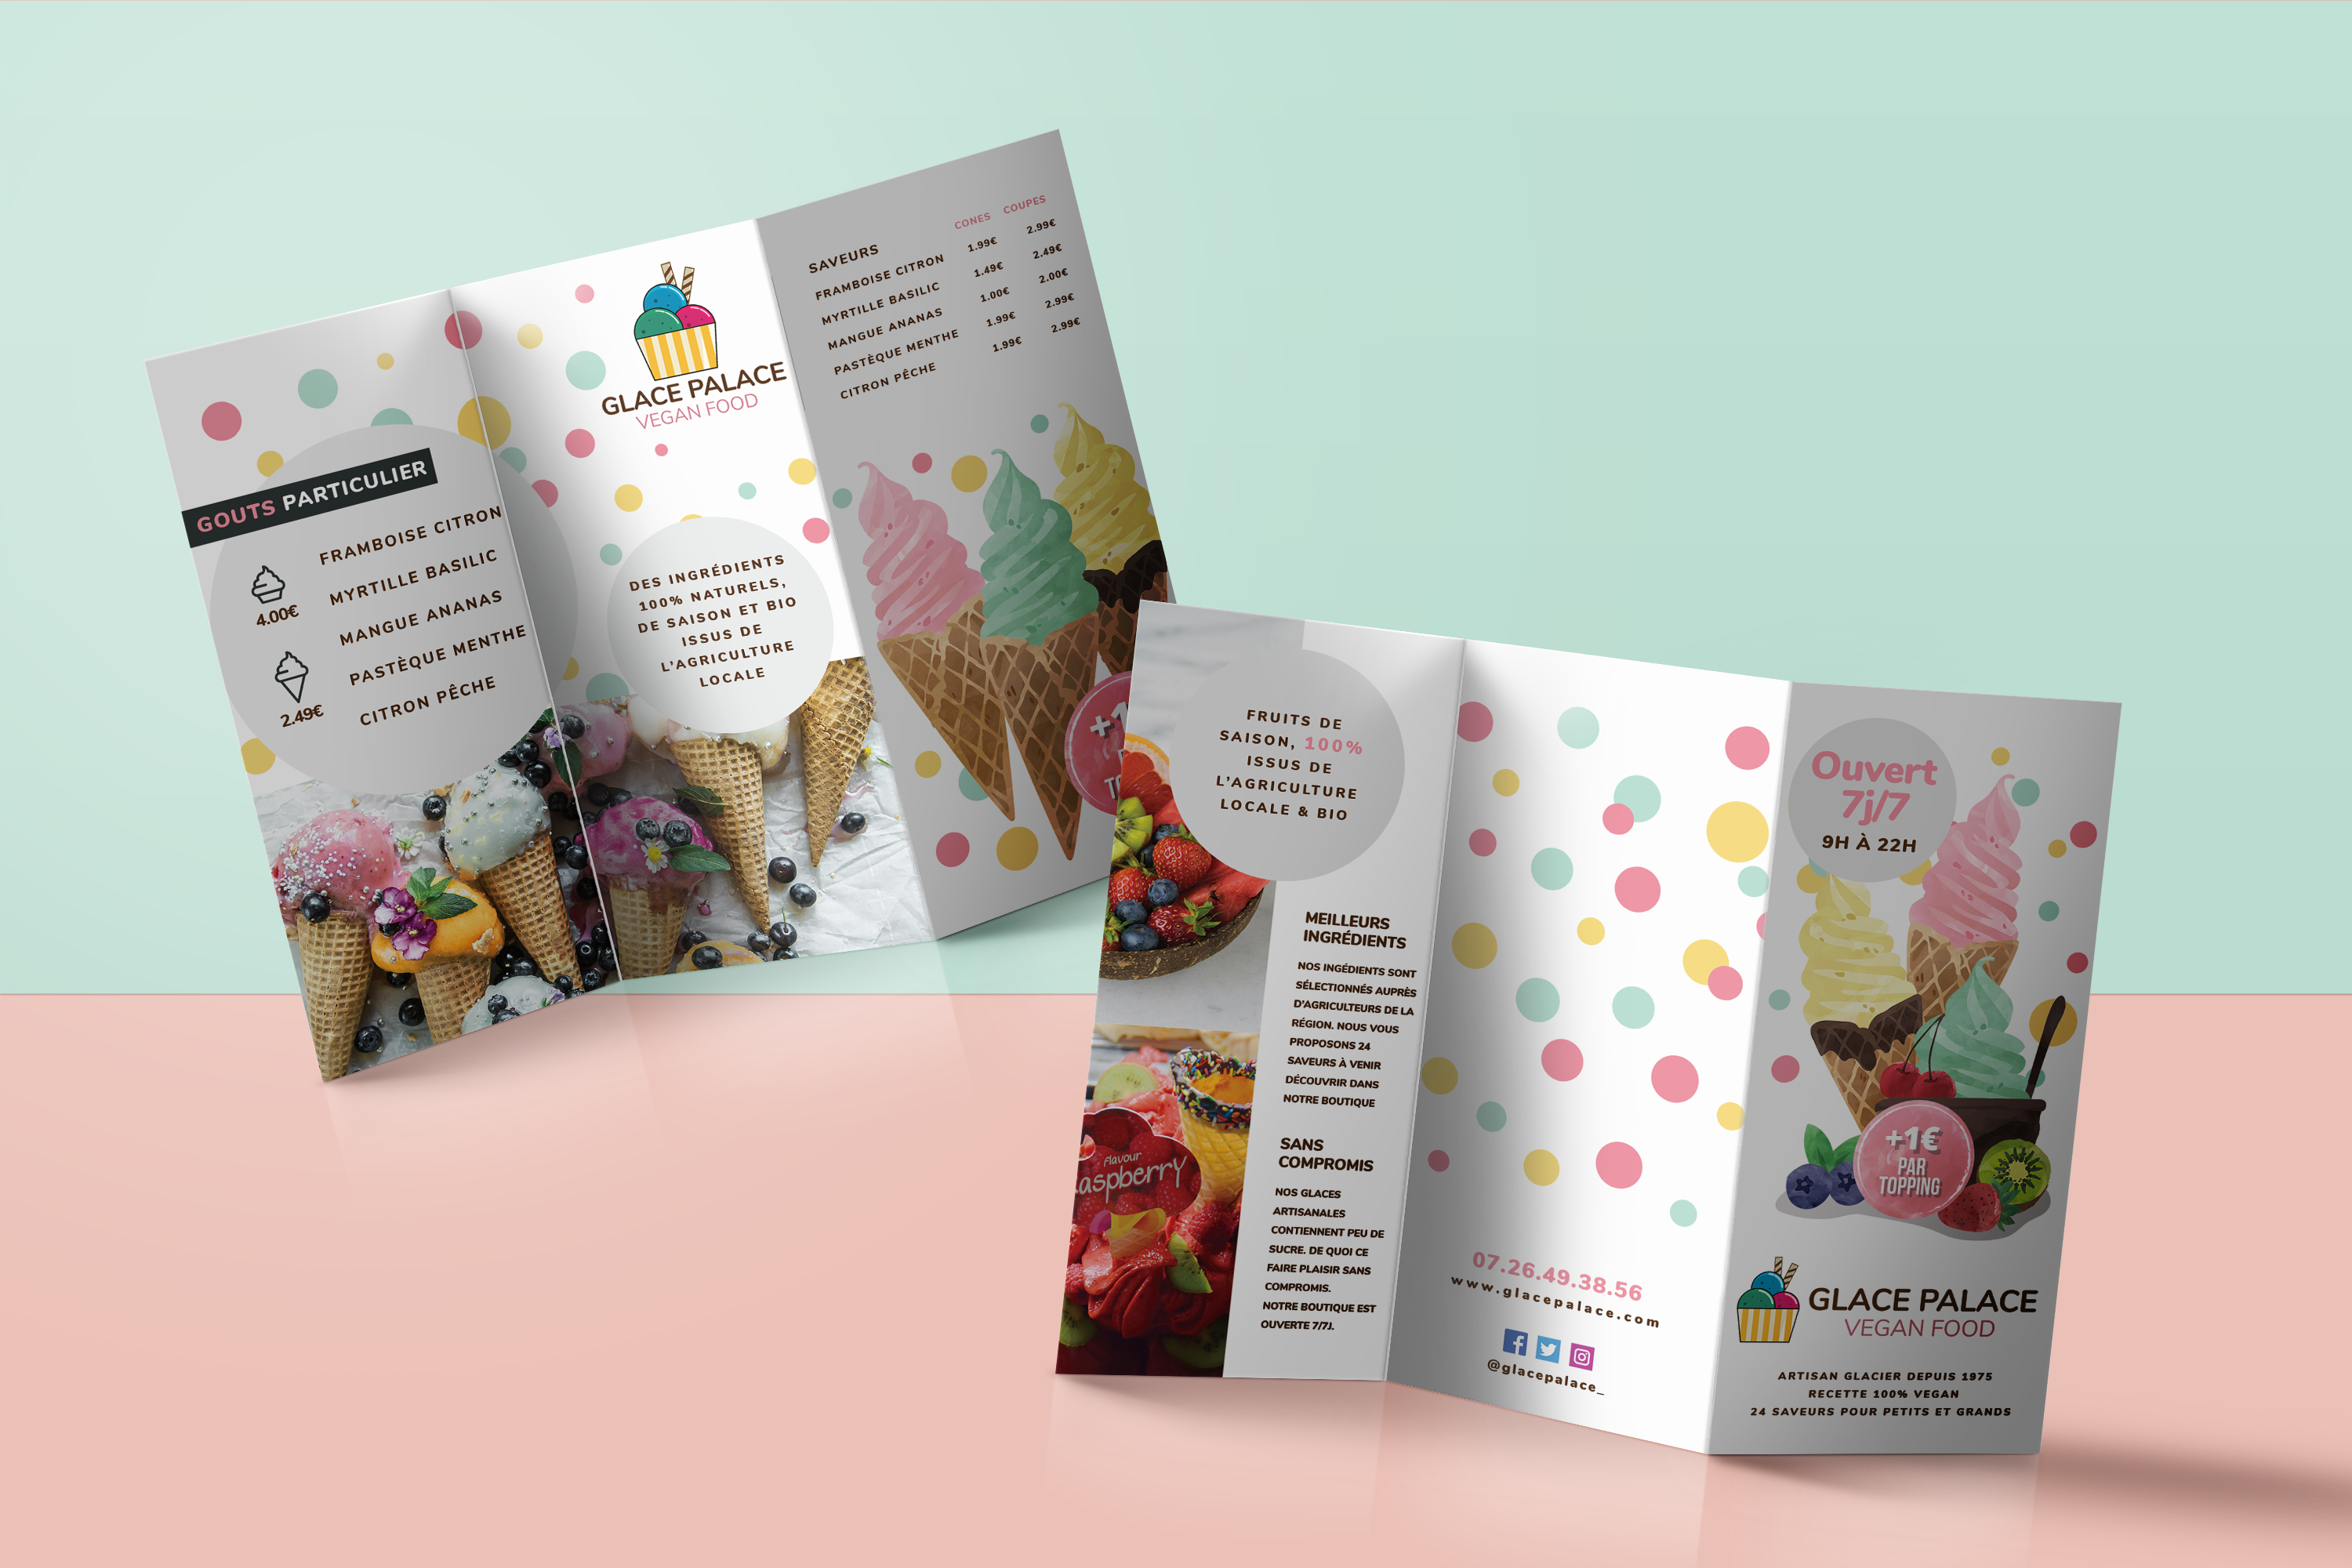 GOUTS PARTICULIER
FRAMBOISE CITRON
MYRTILLE BASILIC
MANGUE ANANAS
PASTÈQUE MENTHE
CITRON PÊCHE
4.00€
2.49€
GLACE PALACE
VEGAN FOOD
DES INGRÉDIENTS
100% NATURELS,
DE SAISON ET BIO
ISSUS DE
L'AGRICULTURE
LOCALE
SAVEURS CONES COUPES
FRAMBOISE CITRON 1.99€ 2.99€
MYRTILLE BASILIC 1.49€ 2.49€
MANGUE ANANAS 1.00€ 2.00€
PASTÈQUE MENTHE 1.99€ 2.99€
CITRON PÊCHE 1.99€ 2.99€
FRUITS DE
SAISON, 100%
ISSUS DE
L'AGRICULTURE
LOCALE & BIO
MEILLEURS
INGRÉDIENTS
NOS INGÉDIENTS SONT
SÉLECTIONNÉS AUPRÈS
D'AGRICULTEURS DE LA
RÉGION. NOUS VOUS
PROPOSONS 24
SAVEURS À VENIR
DÉCOUVRIR DANS
NOTRE BOUTIQUE
SANS
COMPROMIS
NOS GLACES
ARTISANALES
CONTIENNENT PEU DE
SUCRE. DE QUOI CE
FAIRE PLAISIR SANS
COMPROMIS.
NOTRE BOUTIQUE EST
OUVERTE 7/7J.
Flavour
aspberry
07.26.49.38.56
www.glacepalace.com
@glacepalace_
Ouvert
7j/7
9H À 22H
+1€
PAR
TOPPING
GLACE PALACE
VEGAN FOOD
ARTISAN GLACIER DEPUIS 1975
RECETTE 100% VEGAN
24 SAVEURS POUR PETITS ET GRANDS